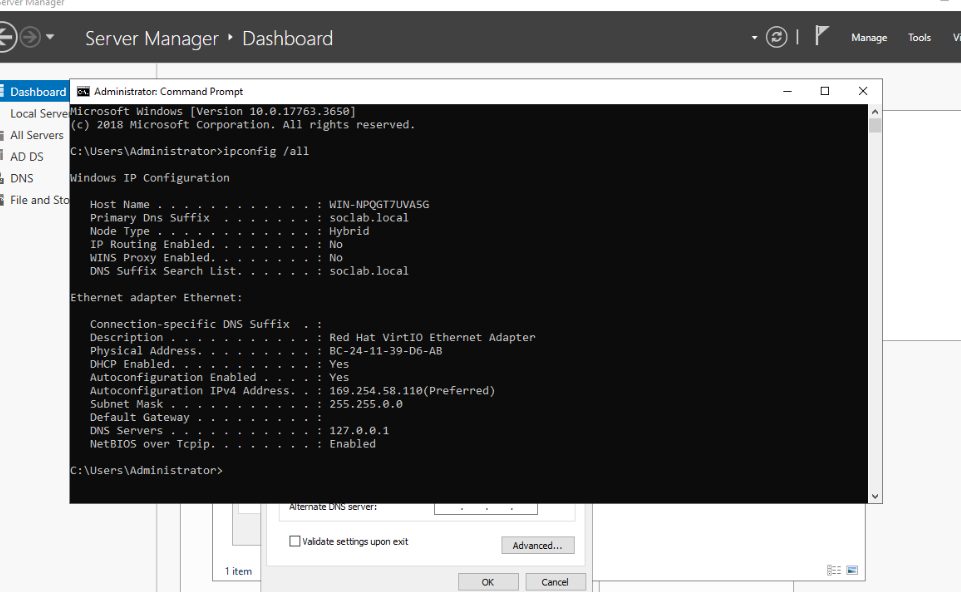 Server Manager
Server Manager ‣ Dashboard
Manage
Tools
Dashboard
Local Serve
All Servers
AD DS
DNS
File and Sto
Administrator: Command Prompt
Microsoft Windows [Version 10.0.17763.3650]
(c) 2018 Microsoft Corporation. All rights reserved.
C:\Users\Administrator>ipconfig /all
Windows IP Configuration
Host Name . . . . . . . . . . . . : WIN-NPQGT7UVA5G
Primary Dns Suffix  . . . . . . . : soclab.local
Node Type . . . . . . . . . . . . : Hybrid
IP Routing Enabled. . . . . . . . : No
WINS Proxy Enabled. . . . . . . . : No
DNS Suffix Search List. . . . . . : soclab.local
Ethernet adapter Ethernet:
Connection-specific DNS Suffix  . :
Description . . . . . . . . . . . : Red Hat VirtIO Ethernet Adapter
Physical Address. . . . . . . . . : BC-24-11-39-D6-AB
DHCP Enabled. . . . . . . . . . . : Yes
Autoconfiguration Enabled . . . . : Yes
Autoconfiguration IPv4 Address. . : 169.254.58.110(Preferred)
Subnet Mask . . . . . . . . . . . : 255.255.0.0
Default Gateway . . . . . . . . . :
DNS Servers . . . . . . . . . . . : 127.0.0.1
NetBIOS over Tcpip. . . . . . . . : Enabled
C:\Users\Administrator>
Alternate DNS server:
Validate settings upon exit
Advanced...
1 item
OK
Cancel